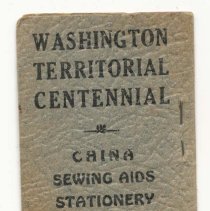 WASHINGTON
TERRITORIAL
CENTENNIAL
CHINA
SEWING AIDS
STATIONERY